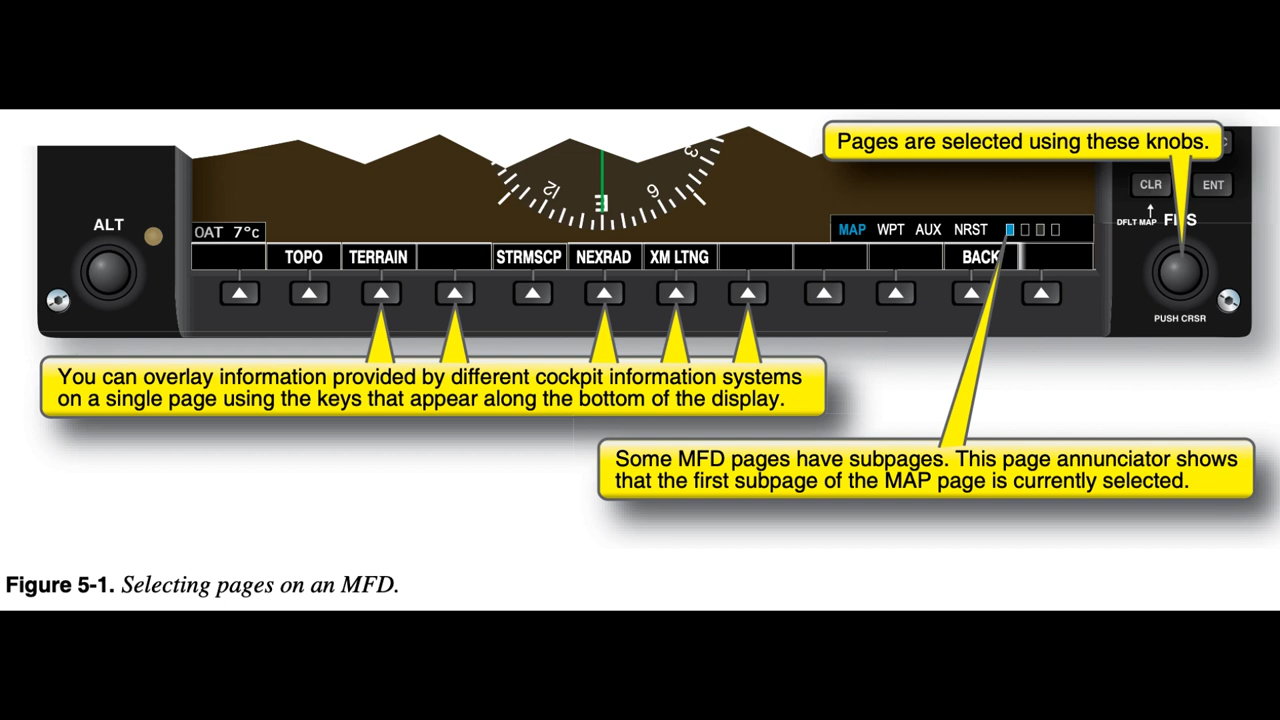 Pages are selected using these knobs.
C
CLR
ENT
DFLT MAP
ALT
12
E
6
3
OAT 7°C
MAP WPT AUX NRST
TOPO TERRAIN STRMSCP NEXRAD XM LTNG BACK
PUSH CRSR
You can overlay information provided by different cockpit information systems
on a single page using the keys that appear along the bottom of the display.
Some MFD pages have subpages. This page annunciator shows
that the first subpage of the MAP page is currently selected.
Figure 5-1. Selecting pages on an MFD.